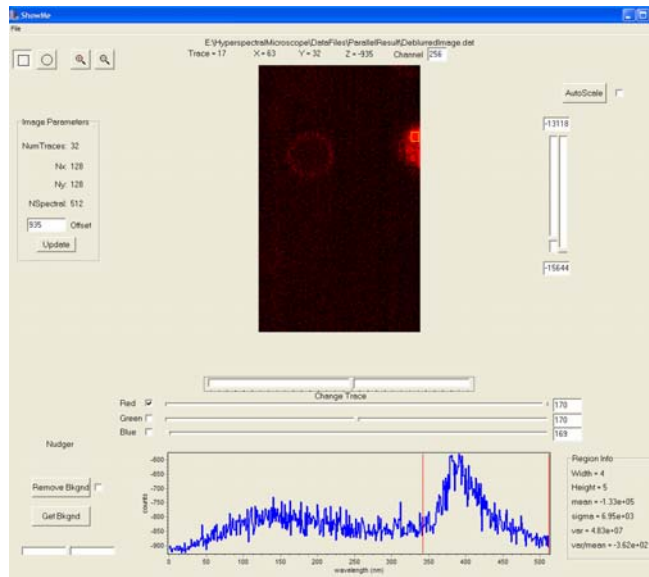 ShowMe
File
E:\HyperspectralMicroscope\DataFiles\ParallelResult\DeblurredImage.dat
Trace = 17 X = 63 Y = 32 Z = -935 Channel 256
AutoScale
-13118
Image Parameters
NumTraces: 32
Nx: 128
Ny: 128
NSpectral: 512
935 Offset
Update
-15644
Change Trace
Red 170
Green 170
Blue 169
Nudger
Remove Bkgnd
Get Bkgnd
counts
-600
-650
-700
-750
-800
-850
-900
0 50 100 150 200 250 300 350 400 450 500
wavelength (nm)
Region Info
Width = 4
Height = 5
mean = -1.33e+05
sigma = 6.95e+03
var = 4.83e+07
var/mean = -3.62e+02